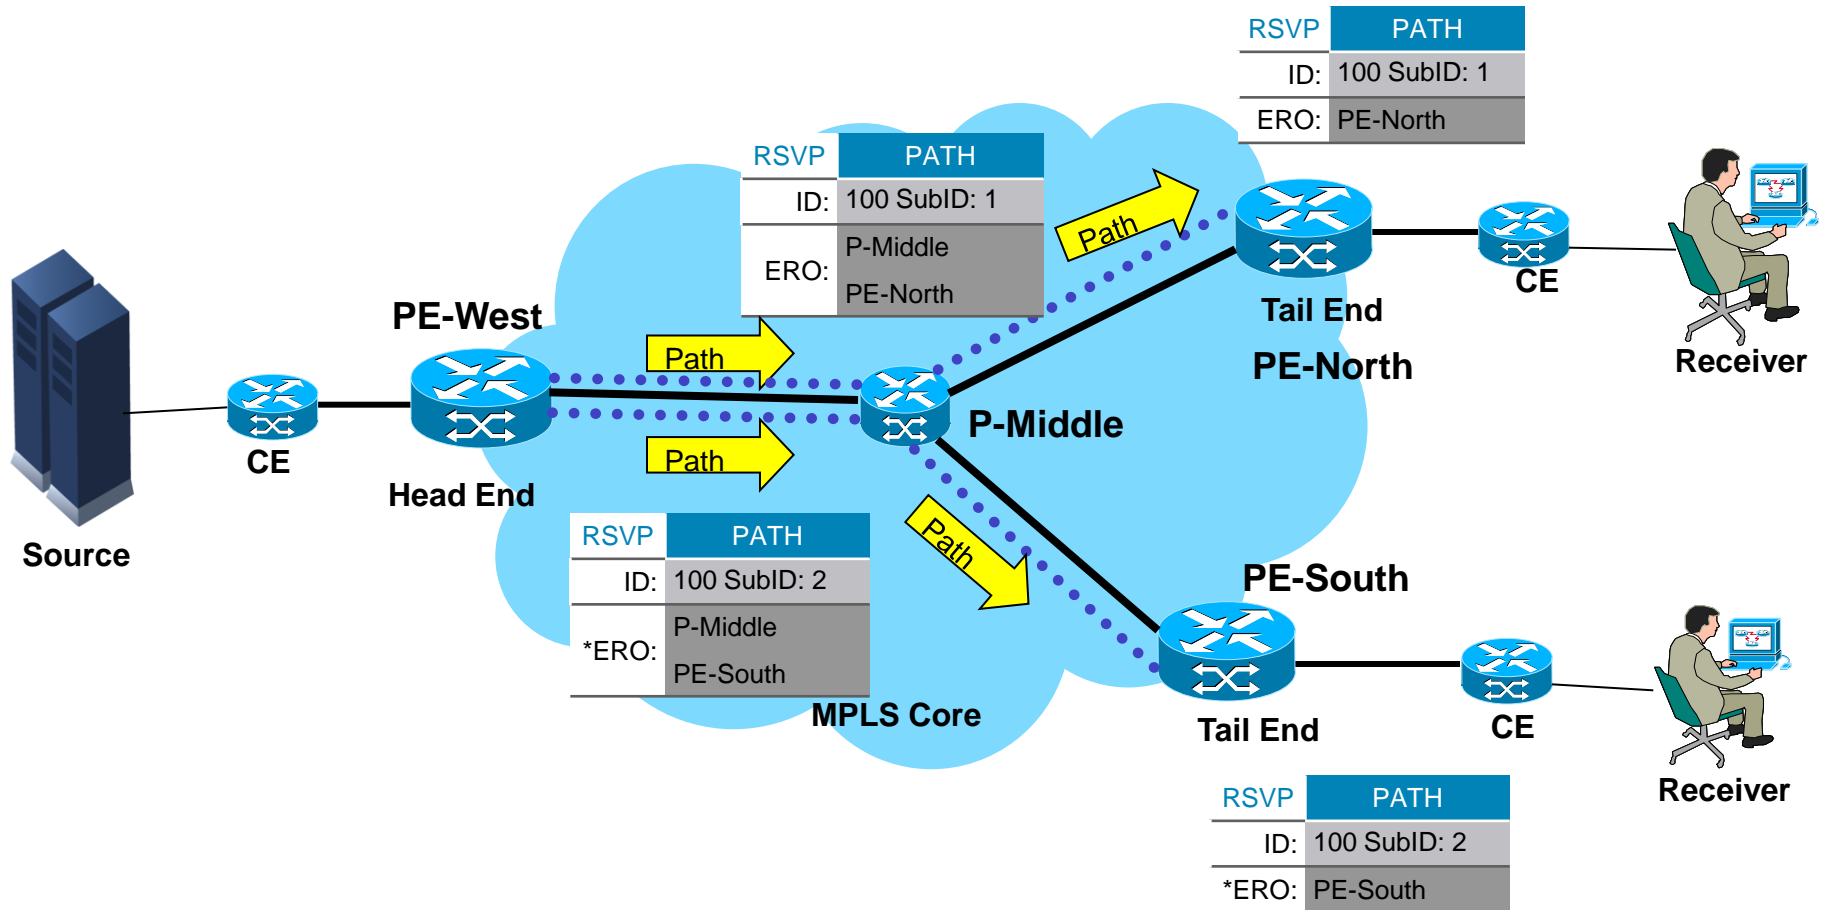 RSVP PATH
ID: 100 SubID: 1
ERO: PE-North
RSVP PATH
ID: 100 SubID: 1
ERO: P-Middle
PE-North
Path
PE-West
Path
Path
Head End
CE
Source
P-Middle
Tail End
PE-North
CE
Receiver
RSVP PATH
ID: 100 SubID: 2
*ERO: P-Middle
PE-South
Path
MPLS Core
PE-South
Tail End
CE
Receiver
RSVP PATH
ID: 100 SubID: 2
*ERO: PE-South